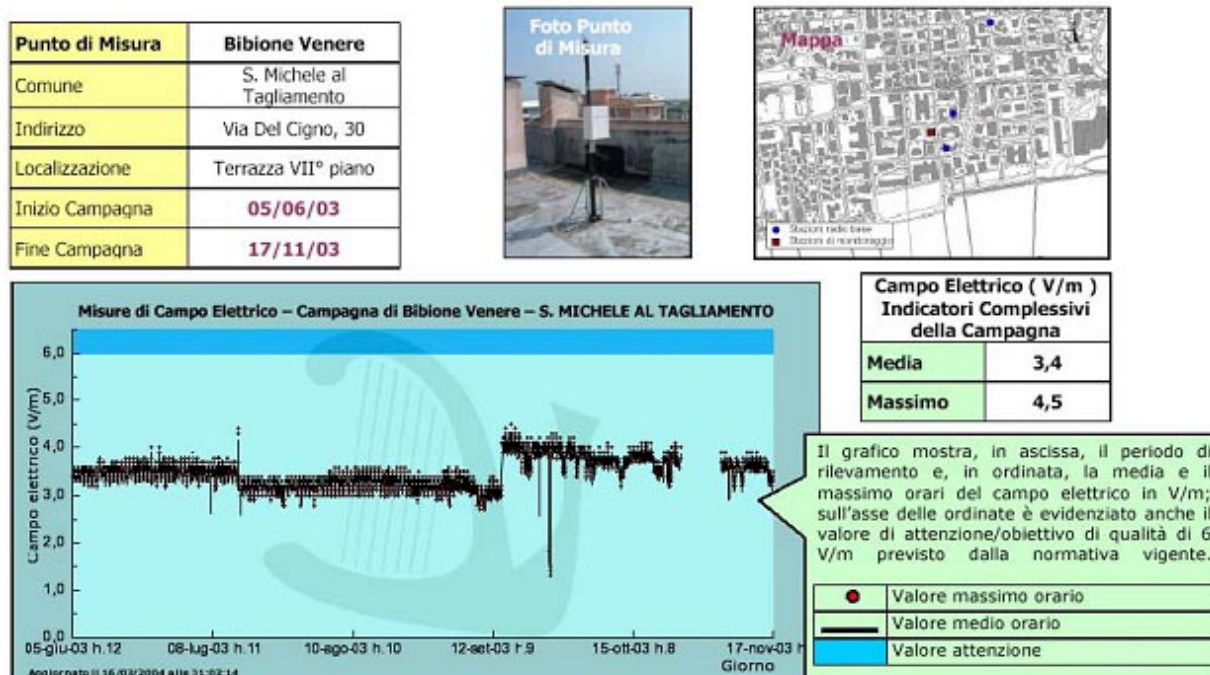 Punto di Misura Bibione Venere
Comune S. Michele al
Tagliamento
Indirizzo Via Del Cigno, 30
Localizzazione Terrazza VII° piano
Inizio Campagna 05/06/03
Fine Campagna 17/11/03
Foto Punto
di Misura
Mappa
Stazioni radio base
Stazioni di monitoraggio
Campo Elettrico ( V/m )
Indicatori Complessivi
della Campagna
Media 3,4
Massimo 4,5
Misure di Campo Elettrico – Campagna di Bibione Venere – S. MICHELE AL TAGLIAMENTO
Campo elettrico (V/m)
6,0
5,0
4,0
3,0
2,0
1,0
0,0
05-giu-03 h.12 08-lug-03 h.11 10-ago-03 h.10 12-set-03 h.9 15-ott-03 h.8 17-nov-03 h
Giorno
Aggiornato il 16/03/2004 alle 11:03:14
Il grafico mostra, in ascissa, il periodo di
rilevamento e, in ordinata, la media e il
massimo orari del campo elettrico in V/m;
sull'asse delle ordinate è evidenziato anche il
valore di attenzione/obiettivo di qualità di 6
V/m previsto dalla normativa vigente.
Valore massimo orario
Valore medio orario
Valore attenzione